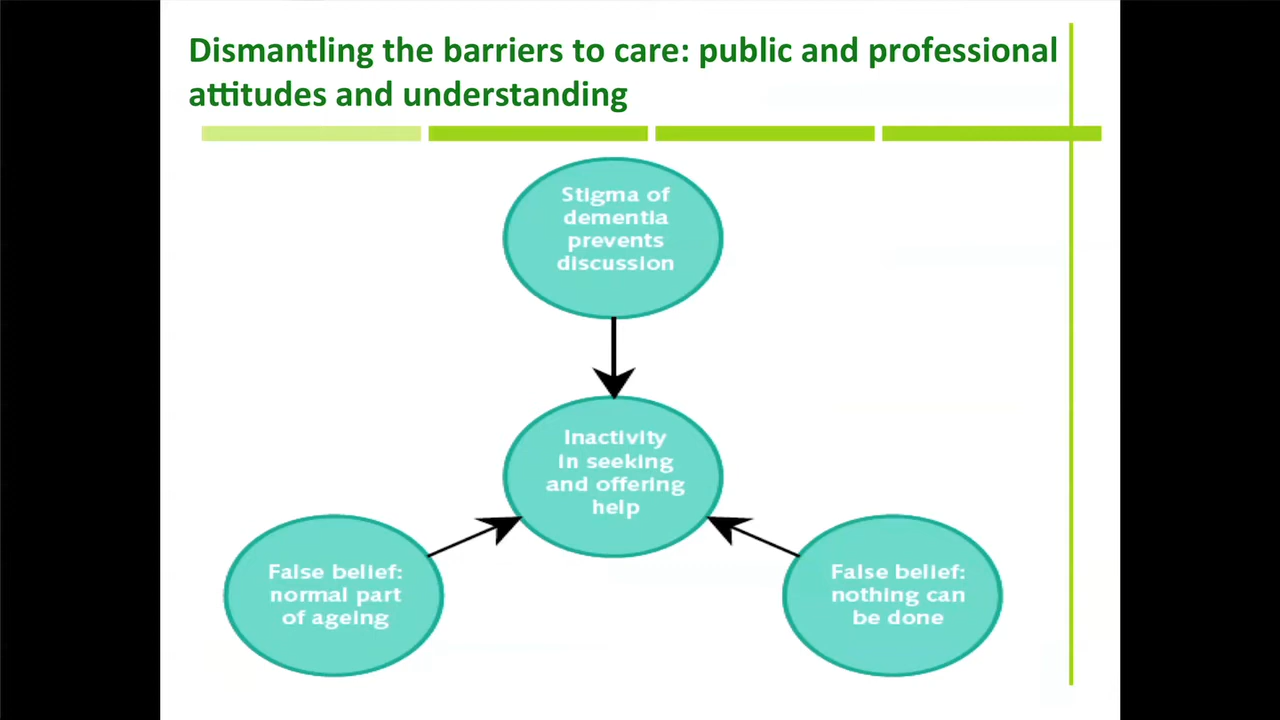 Dismantling the barriers to care: public and professional
attitudes and understanding
Stigma of
dementia
prevents
discussion
Inactivity
in seeking
and offering
help
False belief:
normal part
of ageing
False belief:
nothing can
be done